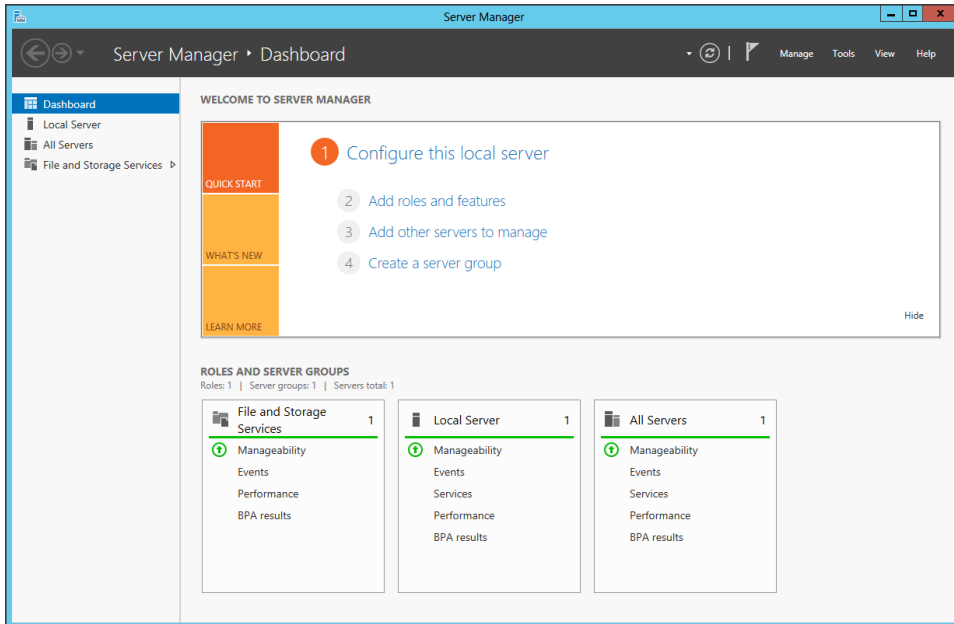 Server Manager
Server Manager • Dashboard
Manage Tools View Help
Dashboard
Local Server
All Servers
File and Storage Services
WELCOME TO SERVER MANAGER
QUICK START
WHAT'S NEW
LEARN MORE
1 Configure this local server
2 Add roles and features
3 Add other servers to manage
4 Create a server group
Hide
ROLES AND SERVER GROUPS
Roles: 1 | Server groups: 1 | Servers total: 1
File and Storage
Services 1
Manageability
Events
Performance
BPA results
Local Server 1
Manageability
Events
Services
Performance
BPA results
All Servers 1
Manageability
Events
Services
Performance
BPA results